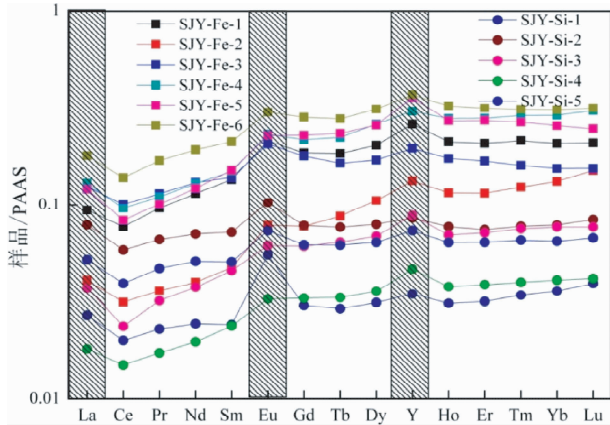 1
0.1
0.01
样品/PAAS
SJY-Fe-1
SJY-Fe-2
SJY-Fe-3
SJY-Fe-4
SJY-Fe-5
SJY-Fe-6
SJY-Si-1
SJY-Si-2
SJY-Si-3
SJY-Si-4
SJY-Si-5
La Ce Pr Nd Sm Eu Gd Tb Dy Y Ho Er Tm Yb Lu